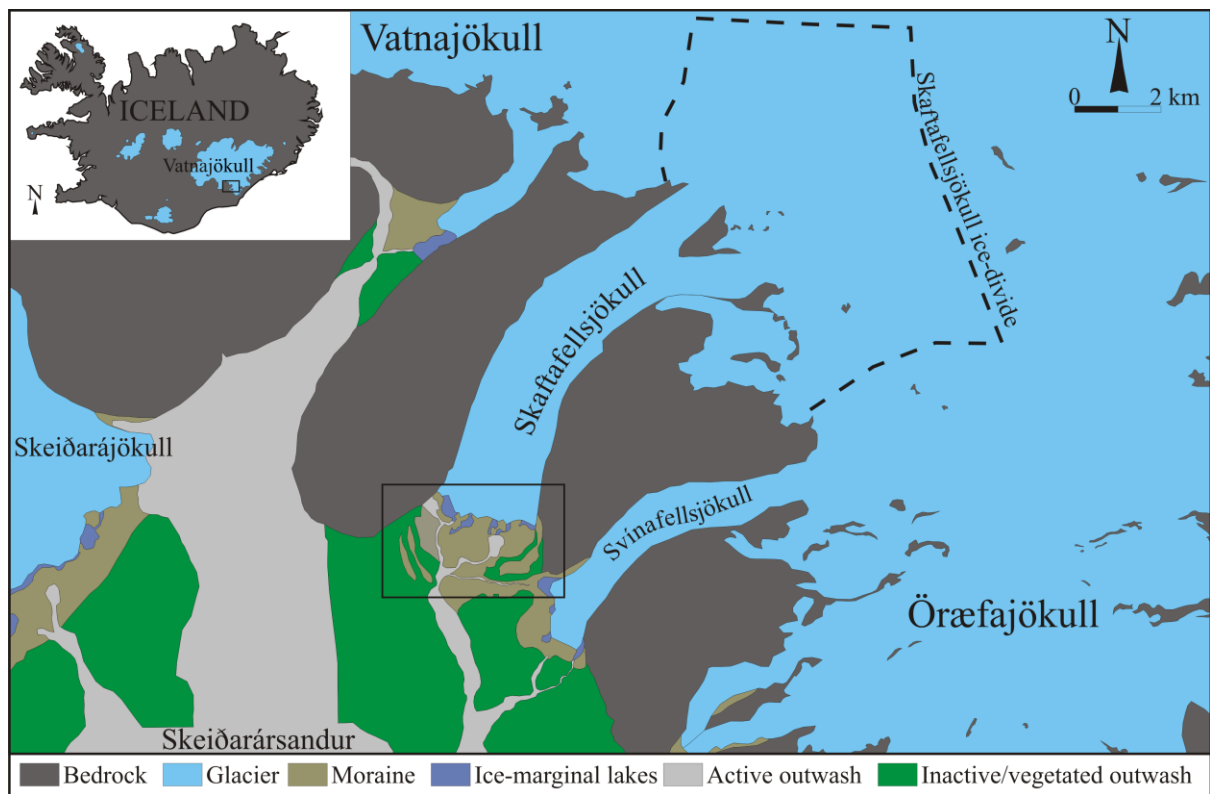 Vatnajökull
N
0 2 km
ICELAND
Vatnajökull
N
Skaftafellsjökull ice-divide
Skaftafellsjökull
Skeiðarájökull
Svínafellsjökull
Öræfajökull
Skeiðarársandur
Bedrock Glacier Moraine Ice-marginal lakes Active outwash Inactive/vegetated outwash